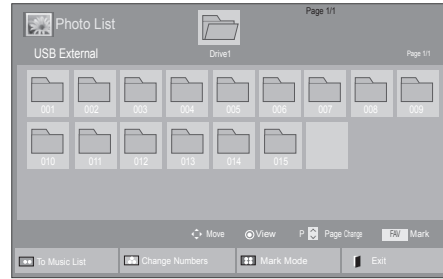 Page 1/1
Photo List
USB External
Drive1
Page 1/1
001 002 003 004 005 006 007 008 009
010 011 012 013 014 015
Move View P Page Change FAV Mark
To Music List Change Numbers Mark Mode Exit